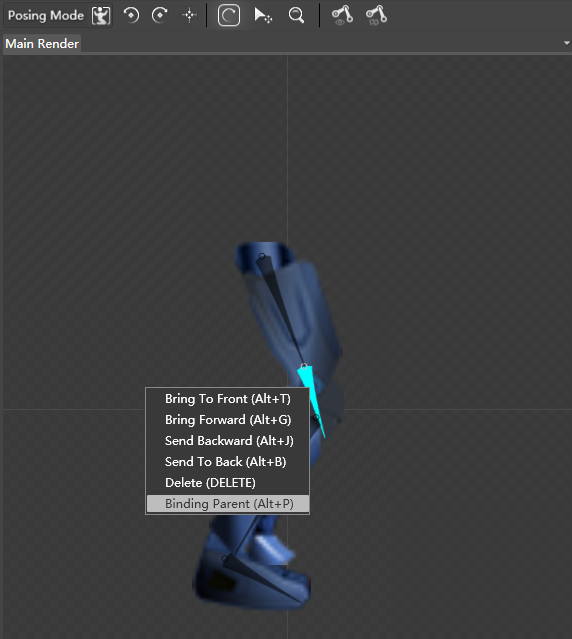 Posing Mode
Main Render
Bring To Front (Alt+T)
Bring Forward (Alt+G)
Send Backward (Alt+J)
Send To Back (Alt+B)
Delete (DELETE)
Binding Parent (Alt+P)